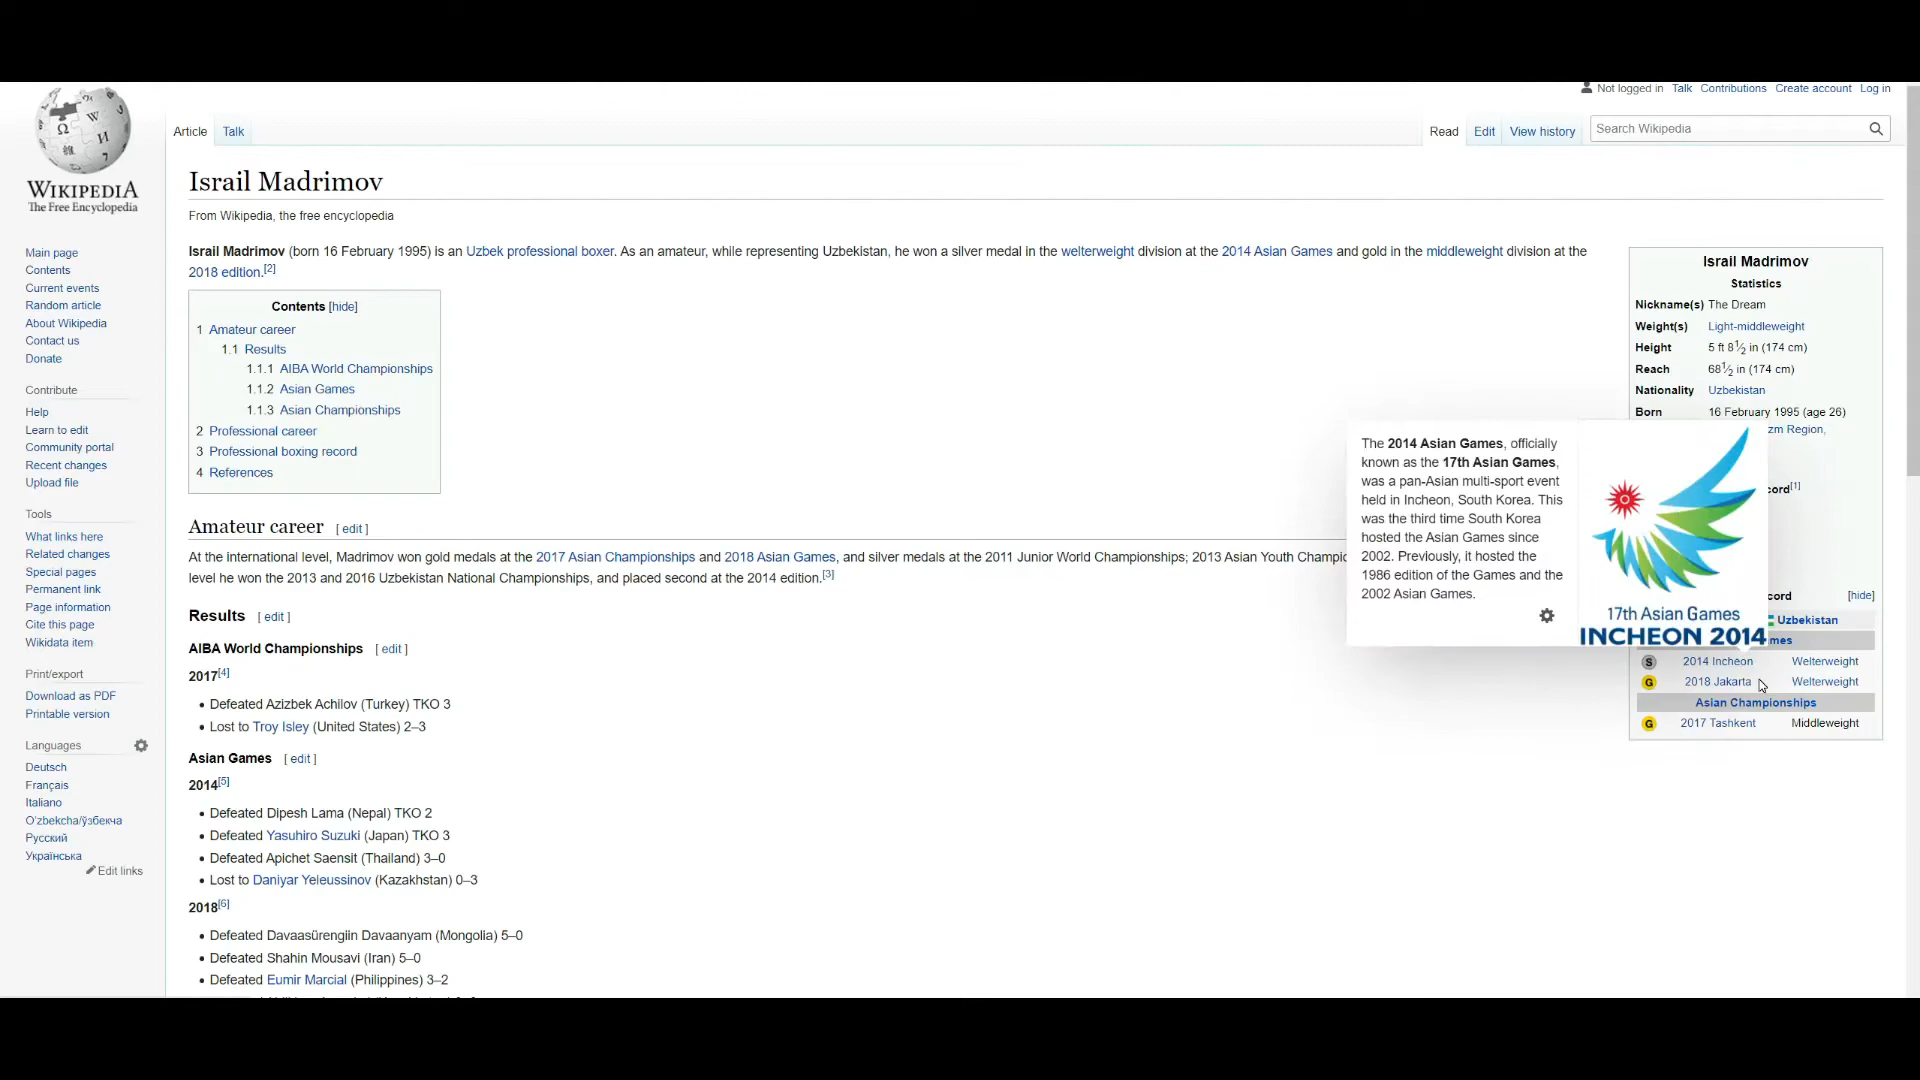 WIKIPEDIA
The Free Encyclopedia
Not logged in Talk Contributions Create account Log in
Article Talk
Read Edit View history Search Wikipedia
Main page
Contents
Current events
Random article
About Wikipedia
Contact us
Donate
Contribute
Help
Learn to edit
Community portal
Recent changes
Upload file
Tools
What links here
Related changes
Special pages
Permanent link
Page information
Cite this page
Wikidata item
Print/export
Download as PDF
Printable version
Languages
Deutsch
Français
Italiano
Oʻzbekcha/ўзбекча
Русский
Українська
Edit links
Israil Madrimov
From Wikipedia, the free encyclopedia
Israil Madrimov (born 16 February 1995) is an Uzbek professional boxer. As an amateur, while representing Uzbekistan, he won a silver medal in the welterweight division at the 2014 Asian Games and gold in the middleweight division at the
2018 edition.[2]
Contents [hide]
1 Amateur career
1.1 Results
1.1.1 AIBA World Championships
1.1.2 Asian Games
1.1.3 Asian Championships
2 Professional career
3 Professional boxing record
4 References
Amateur career [ edit ]
At the international level, Madrimov won gold medals at the 2017 Asian Championships and 2018 Asian Games, and silver medals at the 2011 Junior World Championships; 2013 Asian Youth Champio
level he won the 2013 and 2016 Uzbekistan National Championships, and placed second at the 2014 edition.[3]
Results [ edit ]
AIBA World Championships [ edit ]
2017[4]
• Defeated Azizbek Achilov (Turkey) TKO 3
• Lost to Troy Isley (United States) 2–3
Asian Games [ edit ]
2014[5]
• Defeated Dipesh Lama (Nepal) TKO 2
• Defeated Yasuhiro Suzuki (Japan) TKO 3
• Defeated Apichet Saensit (Thailand) 3–0
• Lost to Daniyar Yeleussinov (Kazakhstan) 0–3
2018[6]
• Defeated Davaasürengiin Davaanyam (Mongolia) 5–0
• Defeated Shahin Mousavi (Iran) 5–0
• Defeated Eumir Marcial (Philippines) 3–2
The 2014 Asian Games, officially
known as the 17th Asian Games,
was a pan-Asian multi-sport event
held in Incheon, South Korea. This
was the third time South Korea
hosted the Asian Games since
2002. Previously, it hosted the
1986 edition of the Games and the
2002 Asian Games.
17th Asian Games
INCHEON 2014
Israil Madrimov
Statistics
Nickname(s) The Dream
Weight(s) Light-middleweight
Height 5 ft 8 1⁄2 in (174 cm)
Reach 68 1⁄2 in (174 cm)
Nationality Uzbekistan
Born 16 February 1995 (age 26)
zm Region,
cord[1]
cord [hide]
Uzbekistan
mes
S 2014 Incheon Welterweight
G 2018 Jakarta Welterweight
Asian Championships
G 2017 Tashkent Middleweight